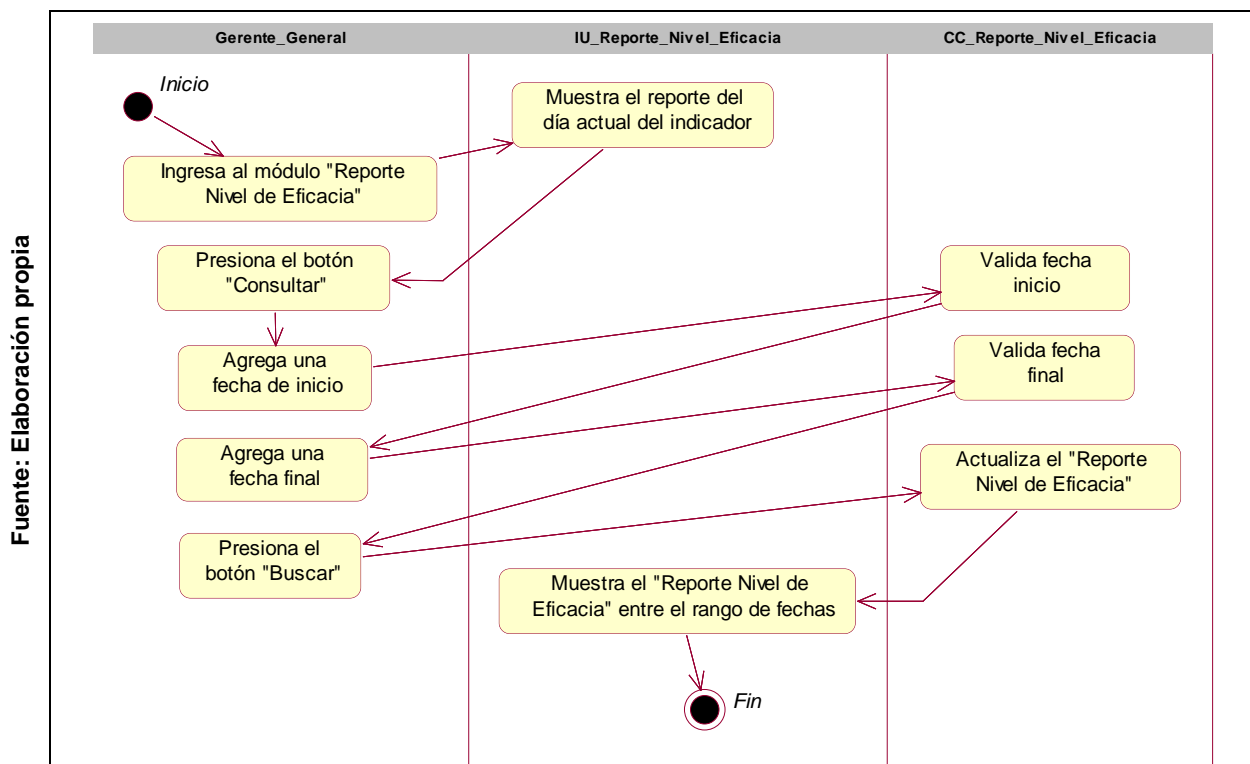 Gerente_General
IU_Reporte_Nivel_Eficacia
CC_Reporte_Nivel_Eficacia
Inicio
Ingresa al módulo "Reporte
Nivel de Eficacia"
Muestra el reporte del
día actual del indicador
Presiona el botón
"Consultar"
Agrega una
fecha de inicio
Valida fecha
inicio
Agrega una
fecha final
Valida fecha
final
Presiona el
botón "Buscar"
Actualiza el "Reporte
Nivel de Eficacia"
Muestra el "Reporte Nivel de
Eficacia" entre el rango de fechas
Fin
Fuente: Elaboración propia